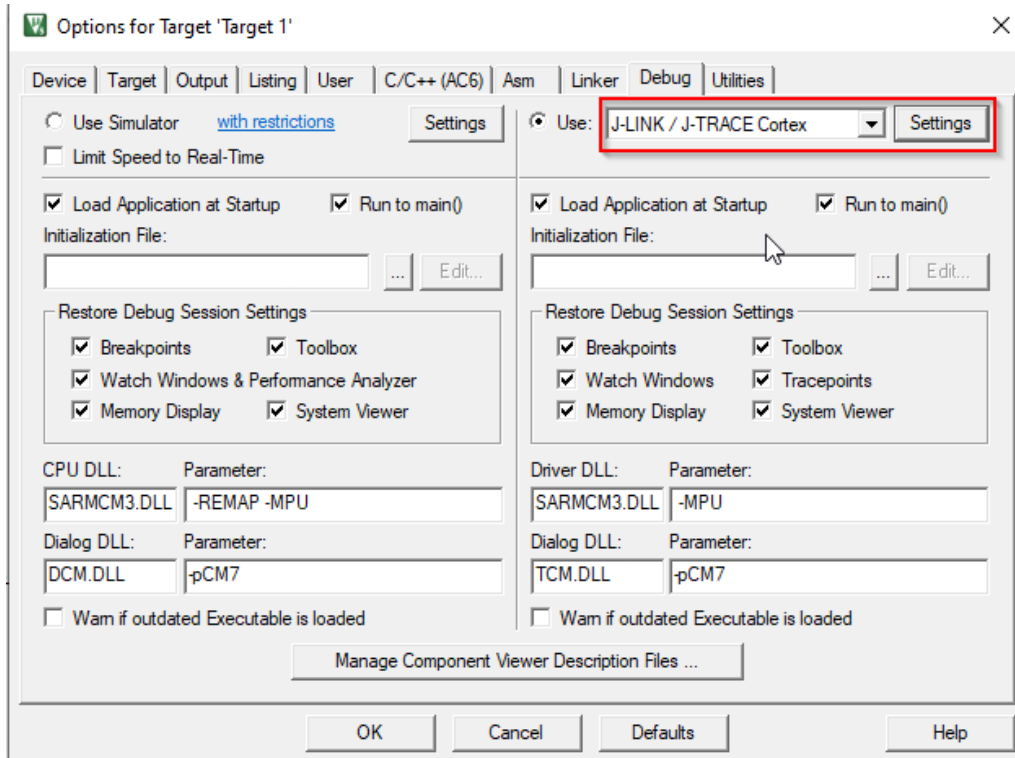 Options for Target 'Target 1'
Device Target Output Listing User C/C++ (AC6) Asm Linker Debug Utilities
Use Simulator with restrictions Settings
Limit Speed to Real-Time
Use: J-LINK / J-TRACE Cortex Settings
Load Application at Startup Run to main()
Initialization File:
... Edit...
Restore Debug Session Settings
Breakpoints Toolbox
Watch Windows & Performance Analyzer
Memory Display System Viewer
CPU DLL: Parameter:
SARMCM3.DLL -REMAP -MPU
Dialog DLL: Parameter:
DCM.DLL -pCM7
Warn if outdated Executable is loaded
Load Application at Startup Run to main()
Initialization File:
... Edit...
Restore Debug Session Settings
Breakpoints Toolbox
Watch Windows Tracepoints
Memory Display System Viewer
Driver DLL: Parameter:
SARMCM3.DLL -MPU
Dialog DLL: Parameter:
TCM.DLL -pCM7
Warn if outdated Executable is loaded
Manage Component Viewer Description Files ...
OK Cancel Defaults Help